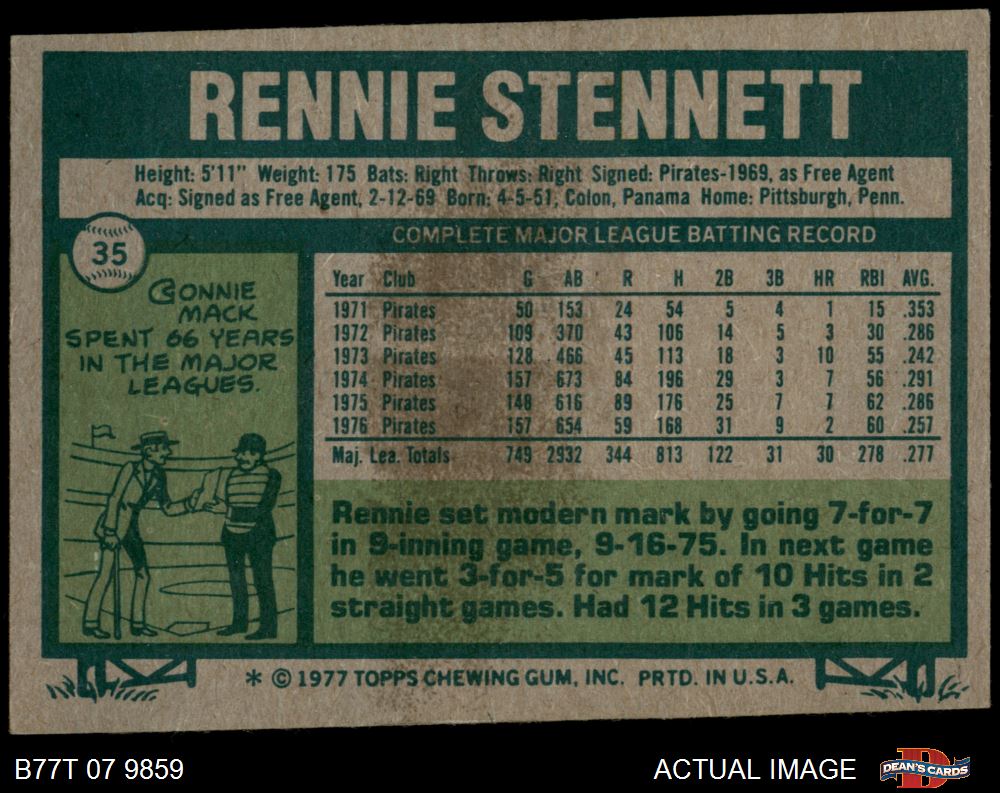 RENNIE STENNETT
Height: 5'11" Weight: 175 Bats: Right Throws: Right Signed: Pirates-1969, as Free Agent
Acq: Signed as Free Agent, 2-12-69 Born: 4-5-51, Colon, Panama Home: Pittsburgh, Penn.
35
CONNIE
MACK
SPENT 66 YEARS
IN THE MAJOR
LEAGUES.
COMPLETE MAJOR LEAGUE BATTING RECORD
Year Club G AB R H 2B 3B HR RBI AVG.
1971 Pirates 50 153 24 54 5 4 1 15 .353
1972 Pirates 109 370 43 106 14 5 3 30 .286
1973 Pirates 128 466 45 113 18 3 10 55 .242
1974 Pirates 157 673 84 196 29 3 7 56 .291
1975 Pirates 148 616 89 176 25 7 7 62 .286
1976 Pirates 157 654 59 168 31 9 2 60 .257
Maj. Lea. Totals 749 2932 344 813 122 31 30 278 .277
Rennie set modern mark by going 7-for-7
in 9-inning game, 9-16-75. In next game
he went 3-for-5 for mark of 10 Hits in 2
straight games. Had 12 Hits in 3 games.
* © 1977 TOPPS CHEWING GUM, INC. PRTD. IN U.S.A.
B77T 07 9859
ACTUAL IMAGE
D
DEAN'S CARDS